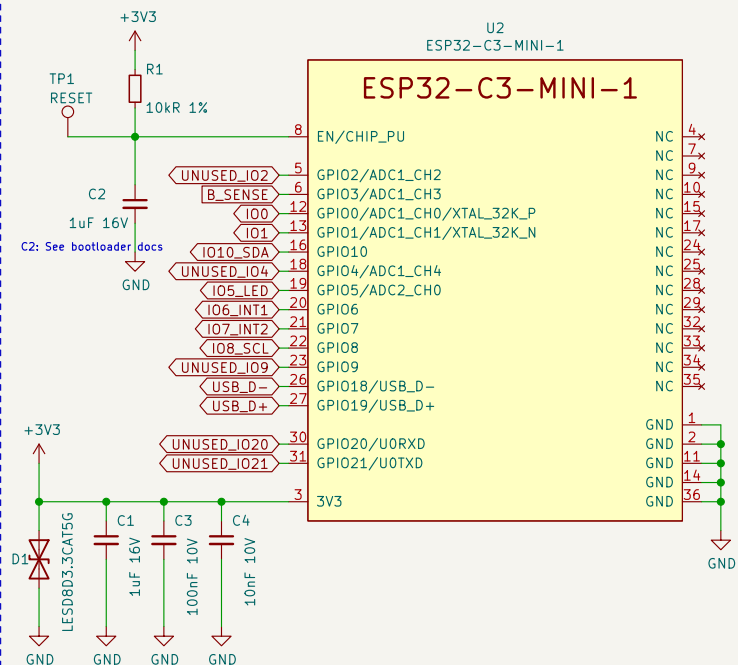 +3V3
U2
ESP32-C3-MINI-1
TP1
RESET
R1
10kR 1%
ESP32-C3-MINI-1
8 EN/CHIP_PU
NC 4
NC 7
UNUSED_IO2 5 GPIO2/ADC1_CH2
NC 9
B_SENSE 6 GPIO3/ADC1_CH3
NC 10
IO0 12 GPIO0/ADC1_CH0/XTAL_32K_P
NC 15
IO1 13 GPIO1/ADC1_CH1/XTAL_32K_N
NC 17
IO10_SDA 16 GPIO10
NC 24
UNUSED_IO4 18 GPIO4/ADC1_CH4
NC 25
IO5_LED 19 GPIO5/ADC2_CH0
NC 28
IO6_INT1 20 GPIO6
NC 29
IO7_INT2 21 GPIO7
NC 32
IO8_SCL 22 GPIO8
NC 33
UNUSED_IO9 23 GPIO9
NC 34
USB_D- 26 GPIO18/USB_D-
NC 35
USB_D+ 27 GPIO19/USB_D+
GND 1
UNUSED_IO20 30 GPIO20/U0RXD
GND 2
UNUSED_IO21 31 GPIO21/U0TXD
GND 11
GND 14
3 3V3
GND 36
GND
C2
1uF 16V
C2: See bootloader docs
GND
+3V3
D1
LESD8D3.3CAT5G
C1
1uF 16V
C3
100nF 10V
C4
10nF 10V
GND
GND
GND
GND